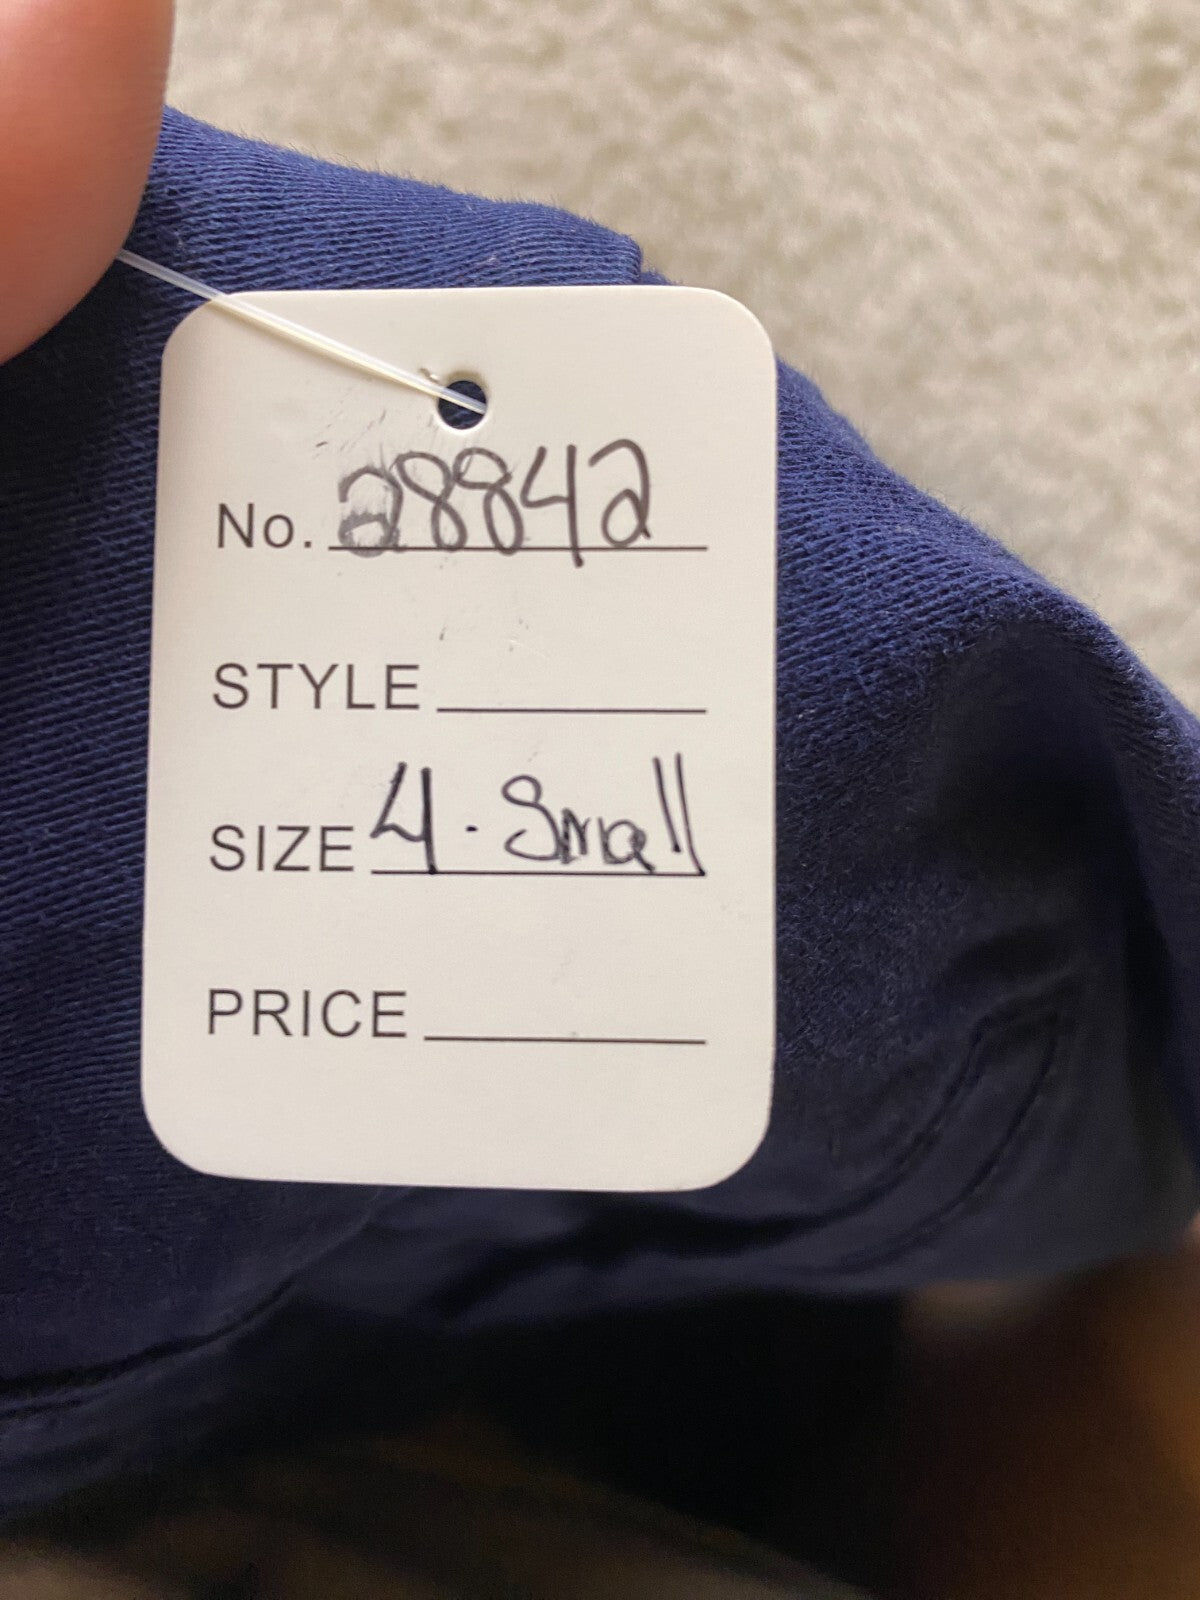 No. 28842
STYLE
SIZE 4. Small
PRICE